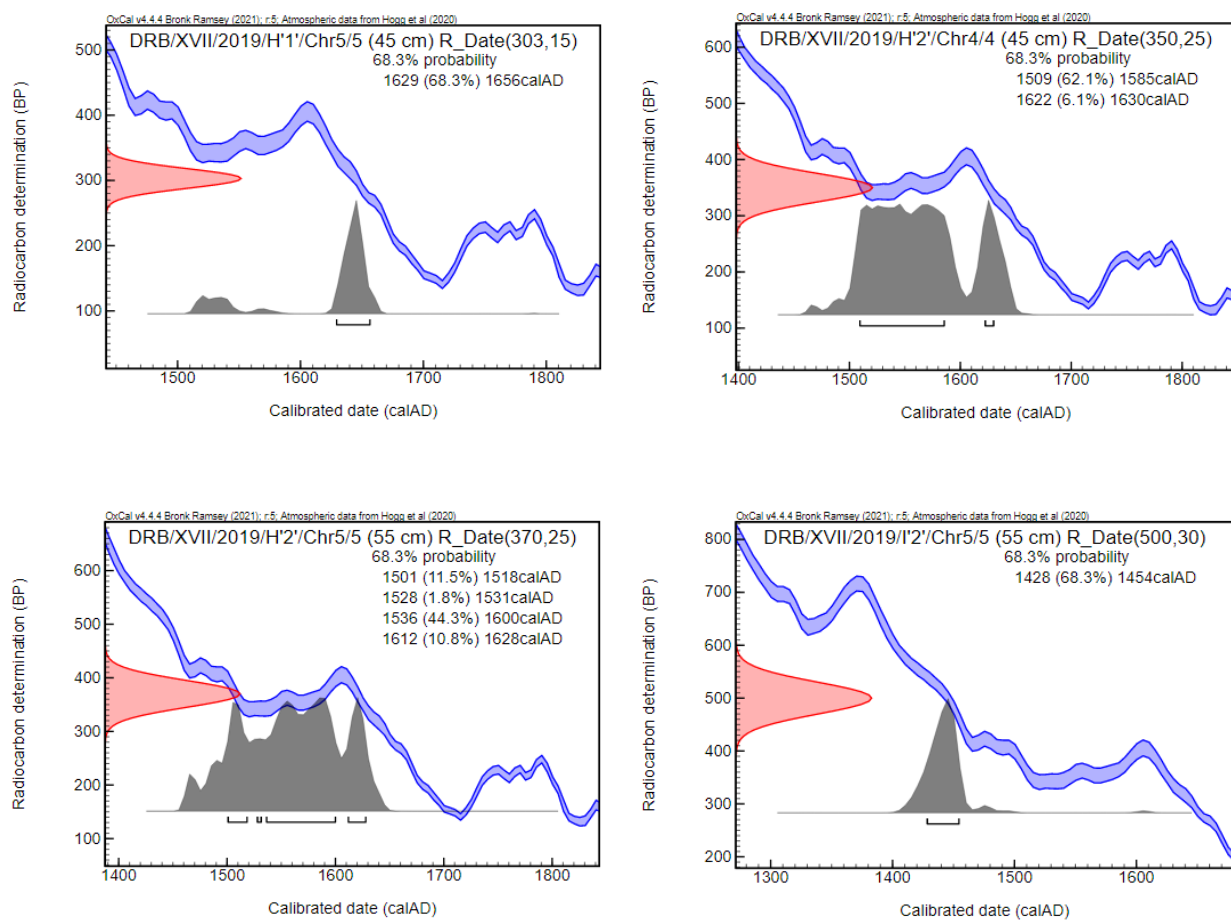 OxCal v4.4.4 Bronk Ramsey (2021); r:5; Atmospheric data from Hogg et al (2020)
DRB/XVII/2019/H'1'/Chr5/5 (45 cm) R_Date(303,15)
68.3% probability
1629 (68.3%) 1656calAD
Radiocarbon determination (BP)
500
400
300
200
100
1500 1600 1700 1800
Calibrated date (calAD)
OxCal v4.4.4 Bronk Ramsey (2021); r:5; Atmospheric data from Hogg et al (2020)
DRB/XVII/2019/H'2'/Chr4/4 (45 cm) R_Date(350,25)
68.3% probability
1509 (62.1%) 1585calAD
1622 (6.1%) 1630calAD
Radiocarbon determination (BP)
600
500
400
300
200
100
1400 1500 1600 1700 1800
Calibrated date (calAD)
OxCal v4.4.4 Bronk Ramsey (2021); r:5; Atmospheric data from Hogg et al (2020)
DRB/XVII/2019/H'2'/Chr5/5 (55 cm) R_Date(370,25)
68.3% probability
1501 (11.5%) 1518calAD
1528 (1.8%) 1531calAD
1536 (44.3%) 1600calAD
1612 (10.8%) 1628calAD
Radiocarbon determination (BP)
600
500
400
300
200
100
1400 1500 1600 1700 1800
Calibrated date (calAD)
OxCal v4.4.4 Bronk Ramsey (2021); r:5; Atmospheric data from Hogg et al (2020)
DRB/XVII/2019/I'2'/Chr5/5 (55 cm) R_Date(500,30)
68.3% probability
1428 (68.3%) 1454calAD
Radiocarbon determination (BP)
800
700
600
500
400
300
200
1300 1400 1500 1600
Calibrated date (calAD)